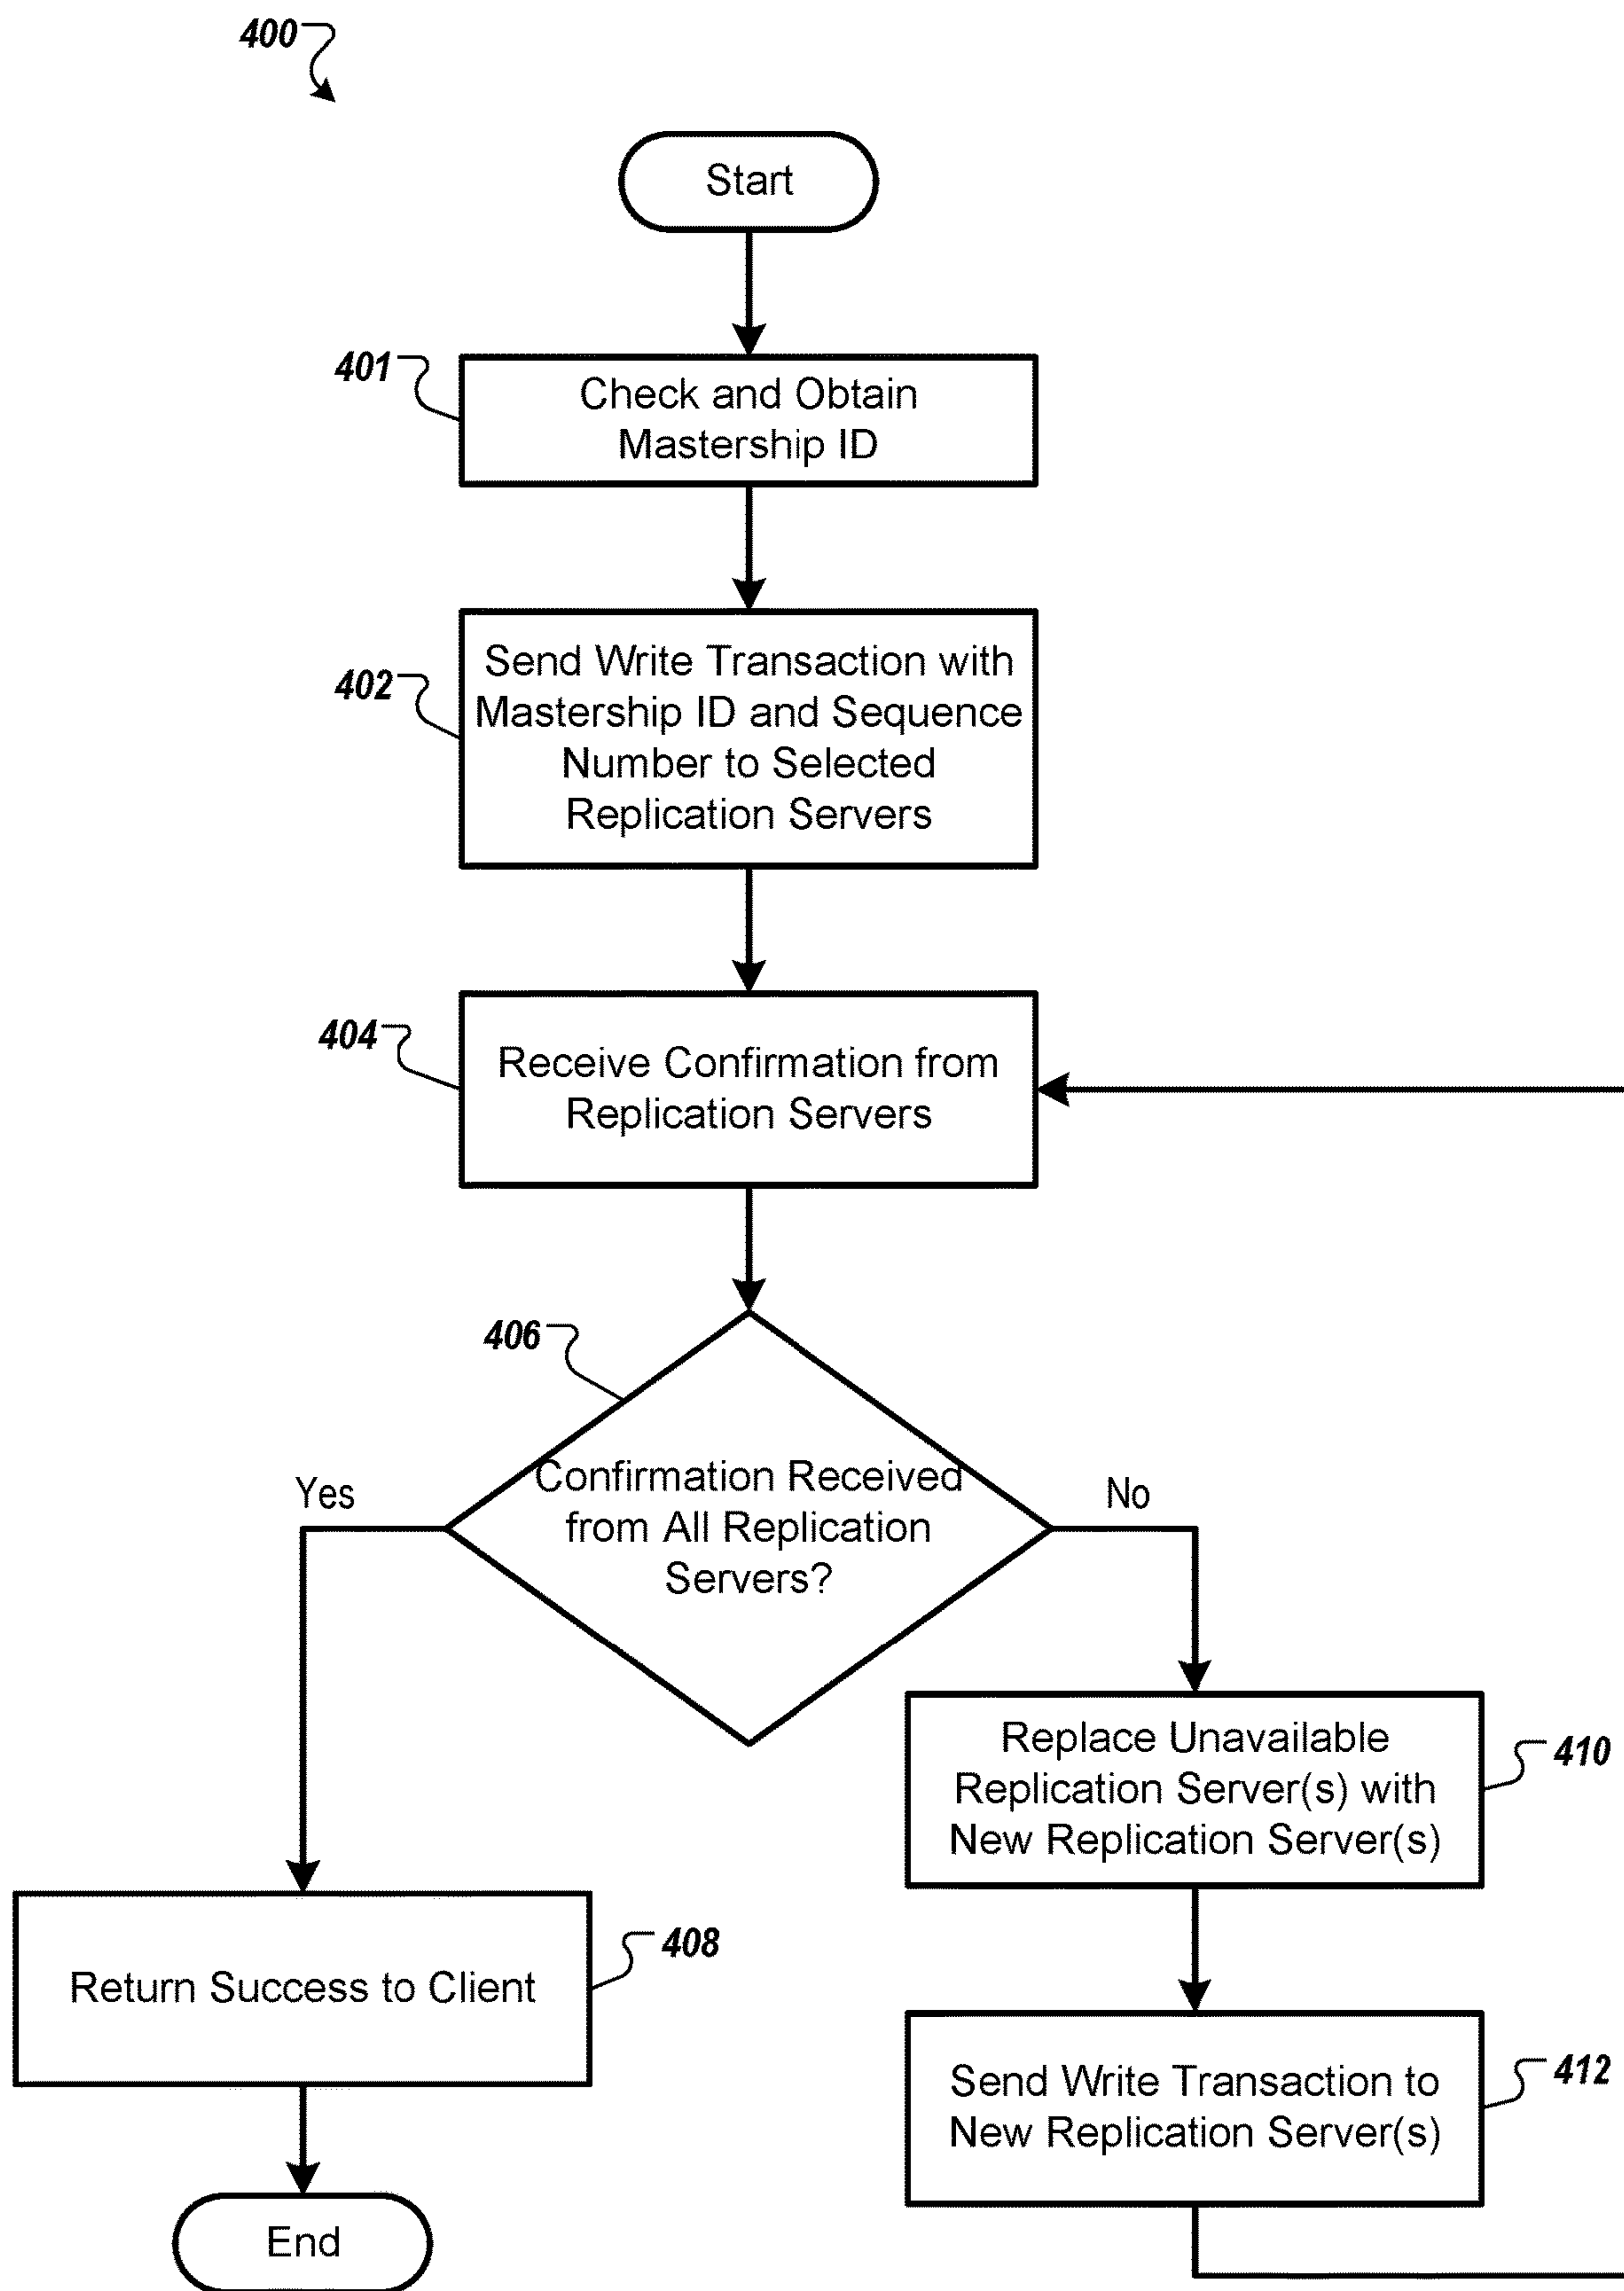 400
Start
401
Check and Obtain
Mastership ID
402
Send Write Transaction with
Mastership ID and Sequence
Number to Selected
Replication Servers
404
Receive Confirmation from
Replication Servers
406
Confirmation Received
from All Replication
Servers?
Yes
No
Replace Unavailable
Replication Server(s) with
New Replication Server(s)
410
Return Success to Client
408
Send Write Transaction to
New Replication Server(s)
412
End